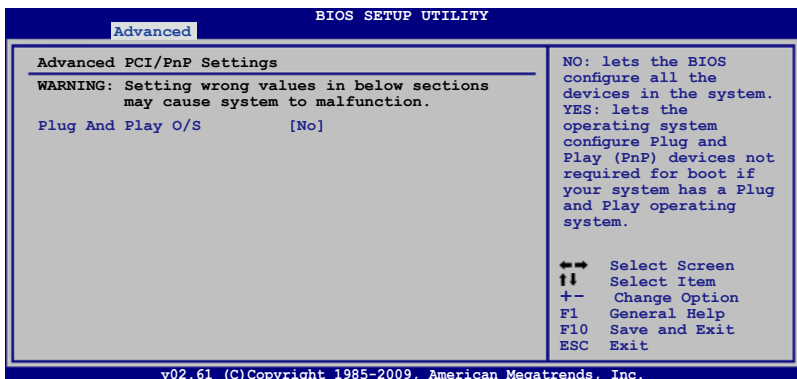 BIOS SETUP UTILITY
Advanced
Advanced PCI/PnP Settings
WARNING: Setting wrong values in below sections
may cause system to malfunction.
Plug And Play O/S [No]
NO: lets the BIOS
configure all the
devices in the system.
YES: lets the
operating system
configure Plug and
Play (PnP) devices not
required for boot if
your system has a Plug
and Play operating
system.
←→ Select Screen
↑↓ Select Item
+- Change Option
F1 General Help
F10 Save and Exit
ESC Exit
v02.61 (C)Copyright 1985-2009, American Megatrends, Inc.